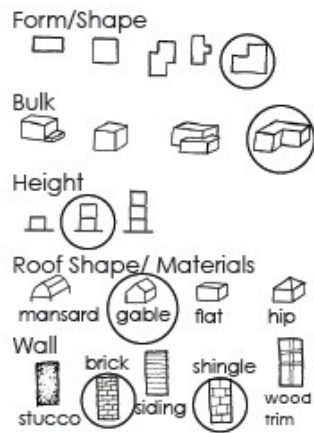 Form/Shape
Bulk
Height
Roof Shape/ Materials
mansard gable flat hip
Wall
brick shingle
stucco siding wood
trim